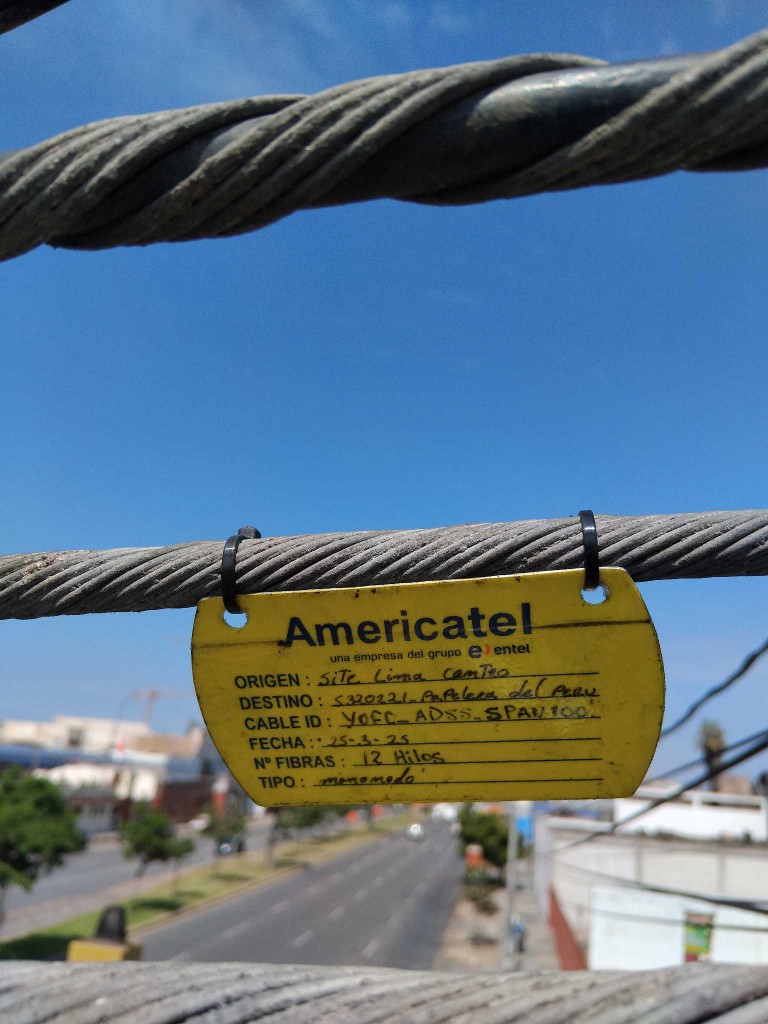 Americatel
una empresa del grupo entel
ORIGEN : Site Lima CenTro
DESTINO : S320221_PaPelera del Peru
CABLE ID : YOFC_ADSS_SPAN100
FECHA : 25-3-25
Nº FIBRAS : 12 Hilos
TIPO : monomodo